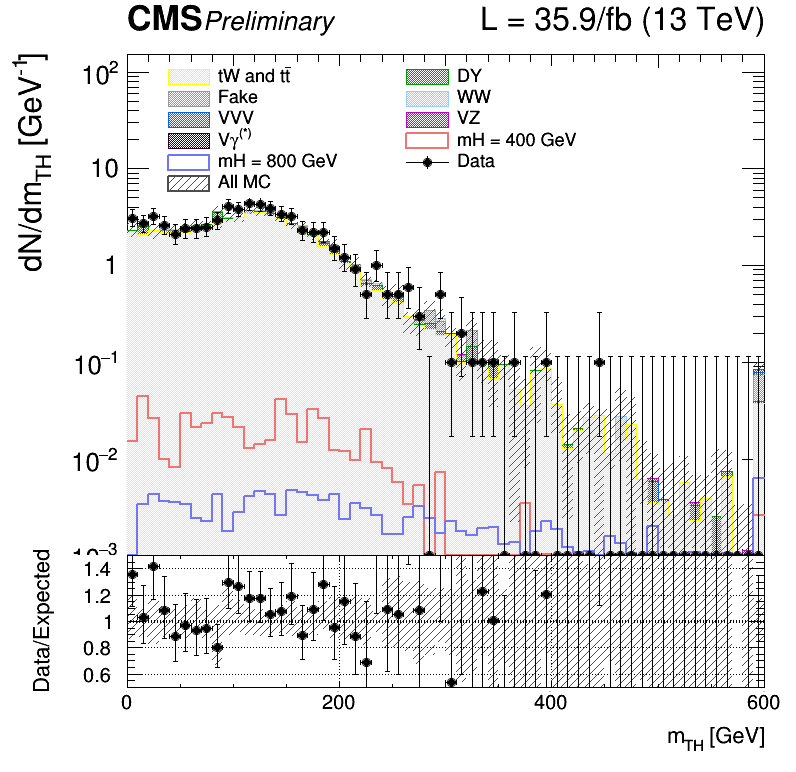 CMS Preliminary L = 35.9/fb (13 TeV)
dN/dm_TH [GeV^-1]
tW and tt̄ DY
Fake WW
VVV VZ
Vγ^(*) mH = 400 GeV
mH = 800 GeV Data
All MC
10^2
10
1
10^-1
10^-2
10^-3
Data/Expected
1.4
1.2
1
0.8
0.6
0 200 400 600
m_TH [GeV]